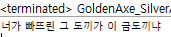 <terminated> GoldenAxe_Silver
너가 빠뜨린 그 도끼가 이 금도끼냐